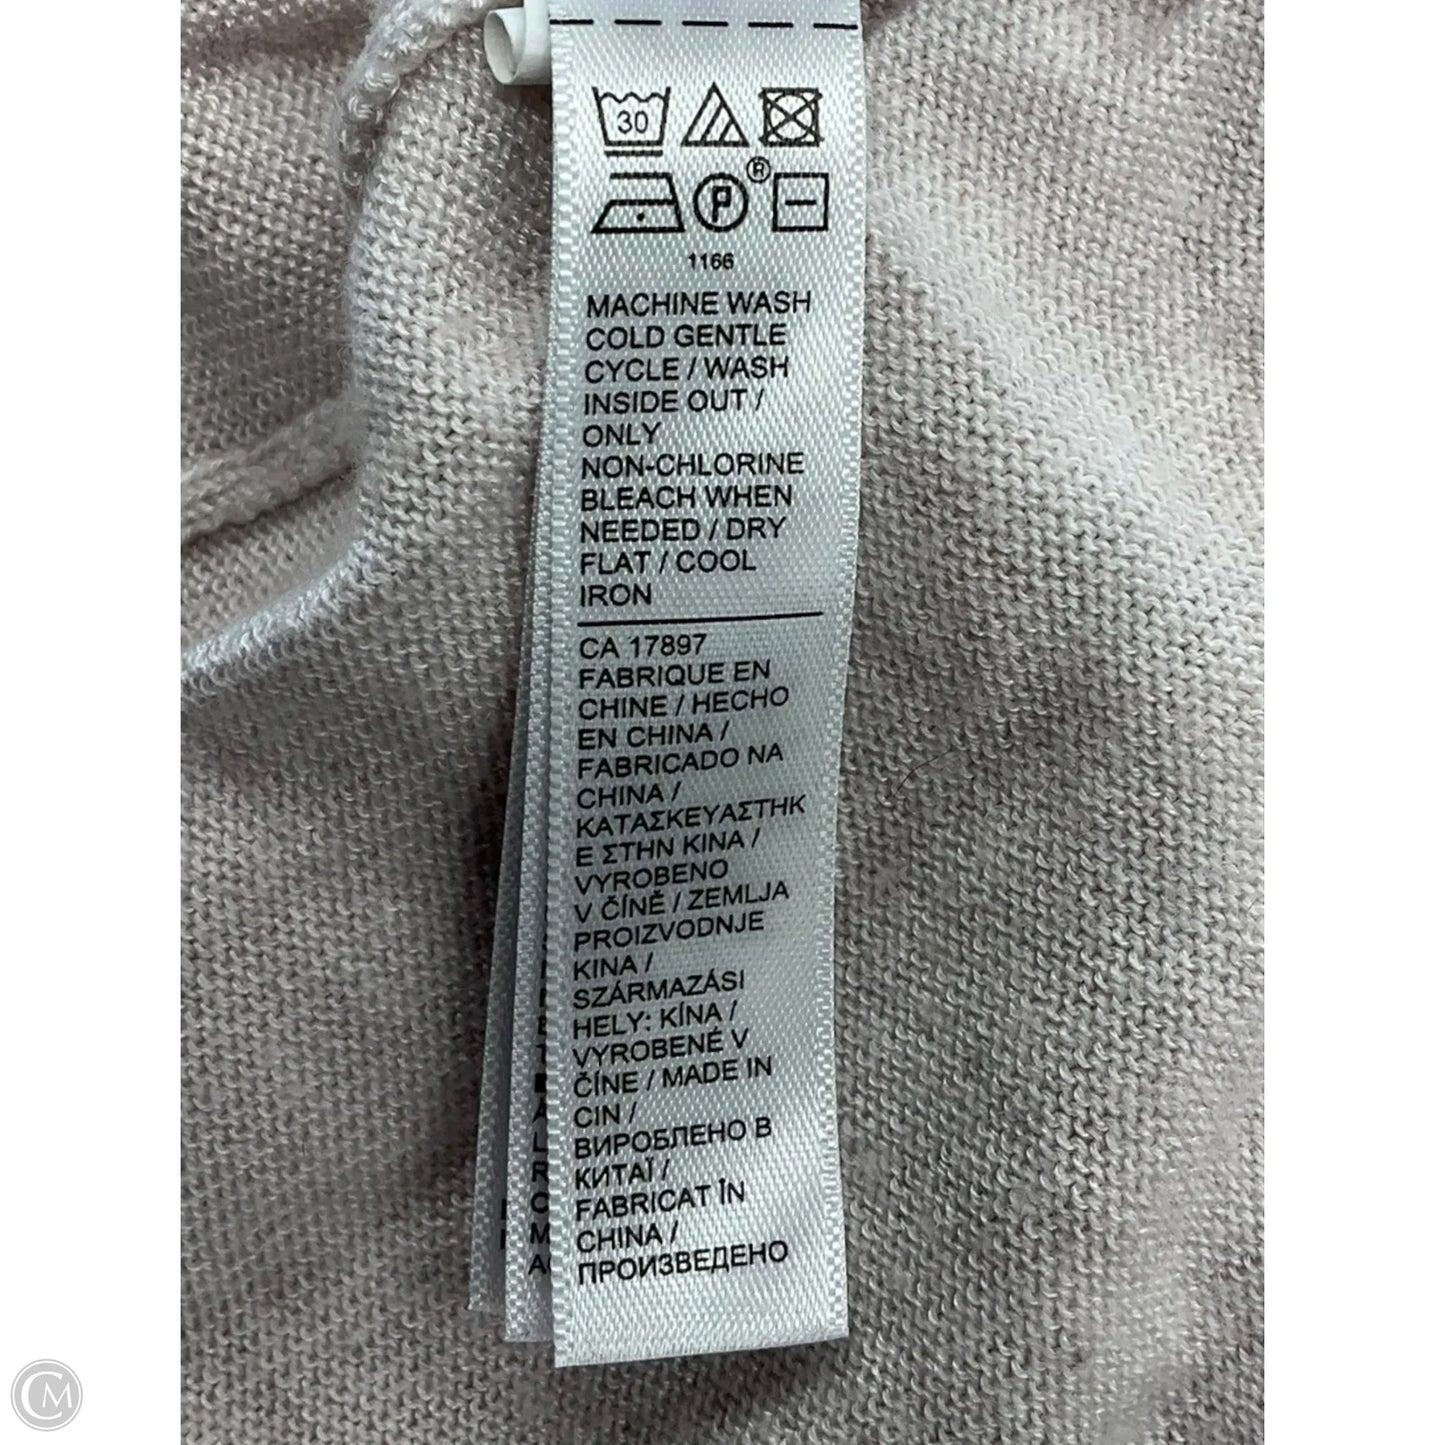 30
P ®
1166
MACHINE WASH
COLD GENTLE
CYCLE / WASH
INSIDE OUT /
ONLY
NON-CHLORINE
BLEACH WHEN
NEEDED / DRY
FLAT / COOL
IRON
CA 17897
FABRIQUE EN
CHINE / HECHO
EN CHINA /
FABRICADO NA
CHINA /
ΚΑΤΑΣΚΕΥΑΣΤΗΚ
Ε ΣΤΗΝ ΚΙΝΑ /
VYROBENO
V ČÍNĚ / ZEMLJA
PROIZVODNJE
KINA /
SZÁRMAZÁSI
HELY: KÍNA /
VYROBENÉ V
ČÍNE / MADE IN
CIN /
ВИРОБЛЕНО В
КИТАЇ /
FABRICAT ÎN
CHINA /
ПРОИЗВЕДЕНО
CM